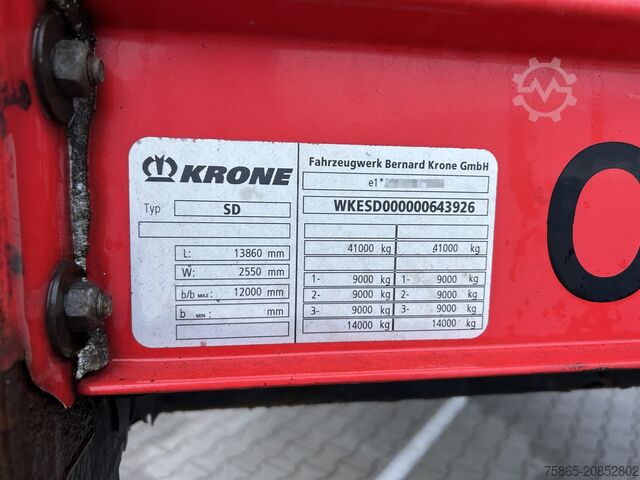 KRONE
Fahrzeugwerk Bernard Krone GmbH
e1*
Typ SD
WKESD000000643926
L: 13860 mm
W: 2550 mm
b/b MAX: 12000 mm
b MIN: mm
41000 kg 41000 kg
1- 9000 kg 1- 9000 kg
2- 9000 kg 2- 9000 kg
3- 9000 kg 3- 9000 kg
14000 kg 14000 kg
75865-20852802